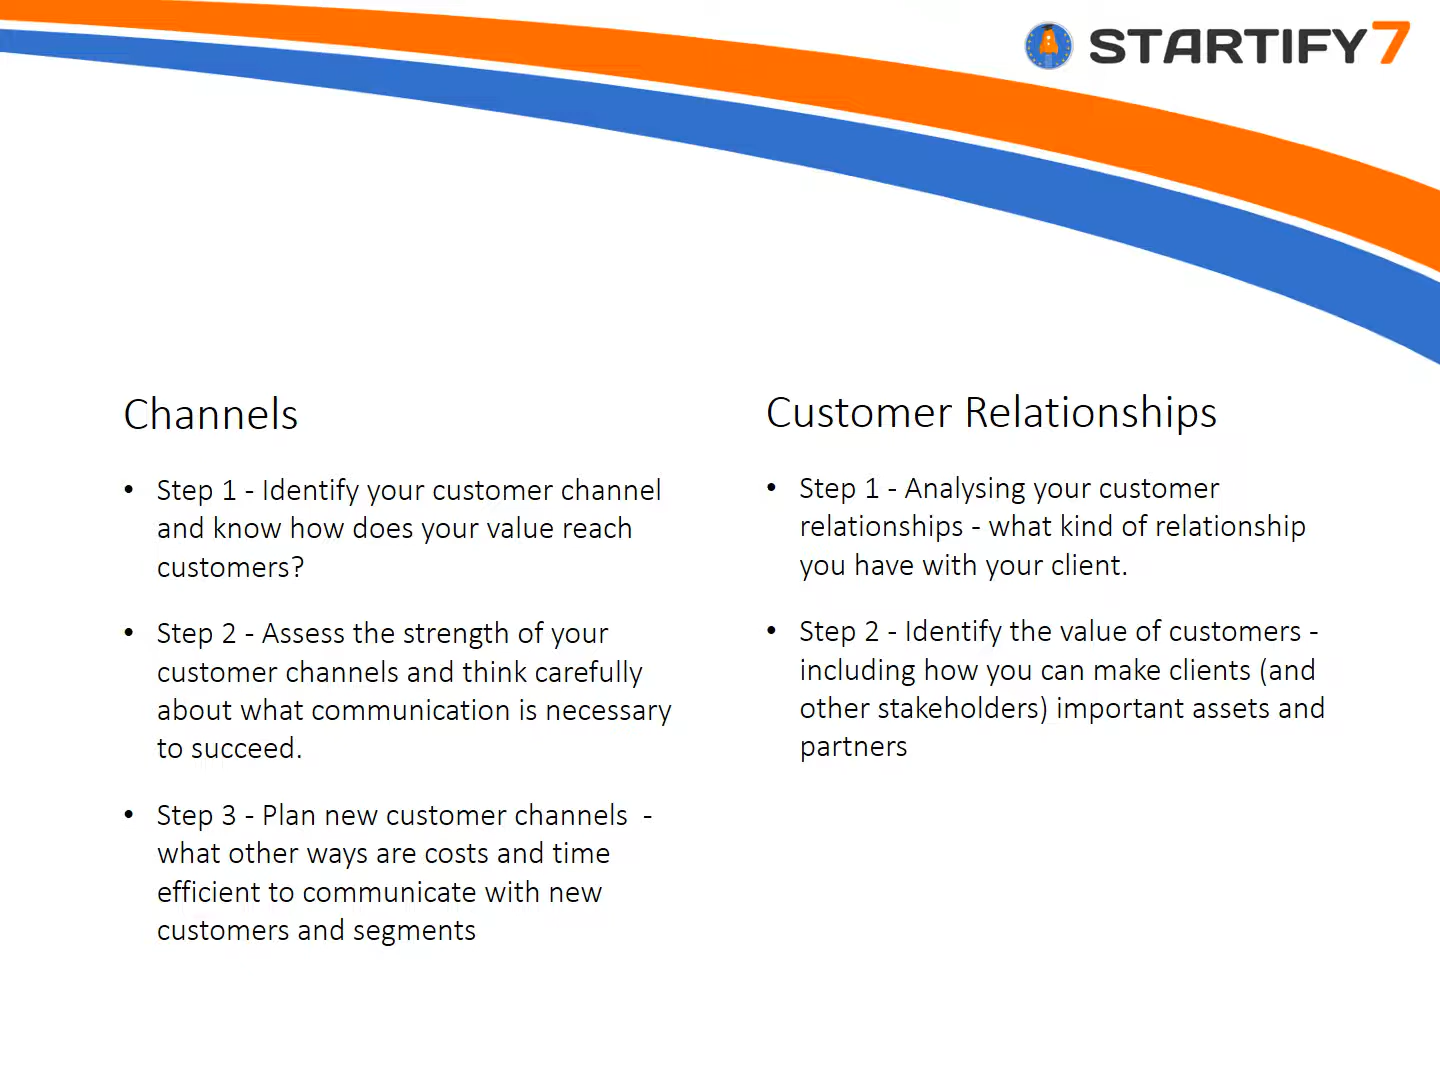 STARTIFY7
Channels
• Step 1 - Identify your customer channel
and know how does your value reach
customers?
• Step 2 - Assess the strength of your
customer channels and think carefully
about what communication is necessary
to succeed.
• Step 3 - Plan new customer channels  -
what other ways are costs and time
efficient to communicate with new
customers and segments
Customer Relationships
• Step 1 - Analysing your customer
relationships - what kind of relationship
you have with your client.
• Step 2 - Identify the value of customers -
including how you can make clients (and
other stakeholders) important assets and
partners